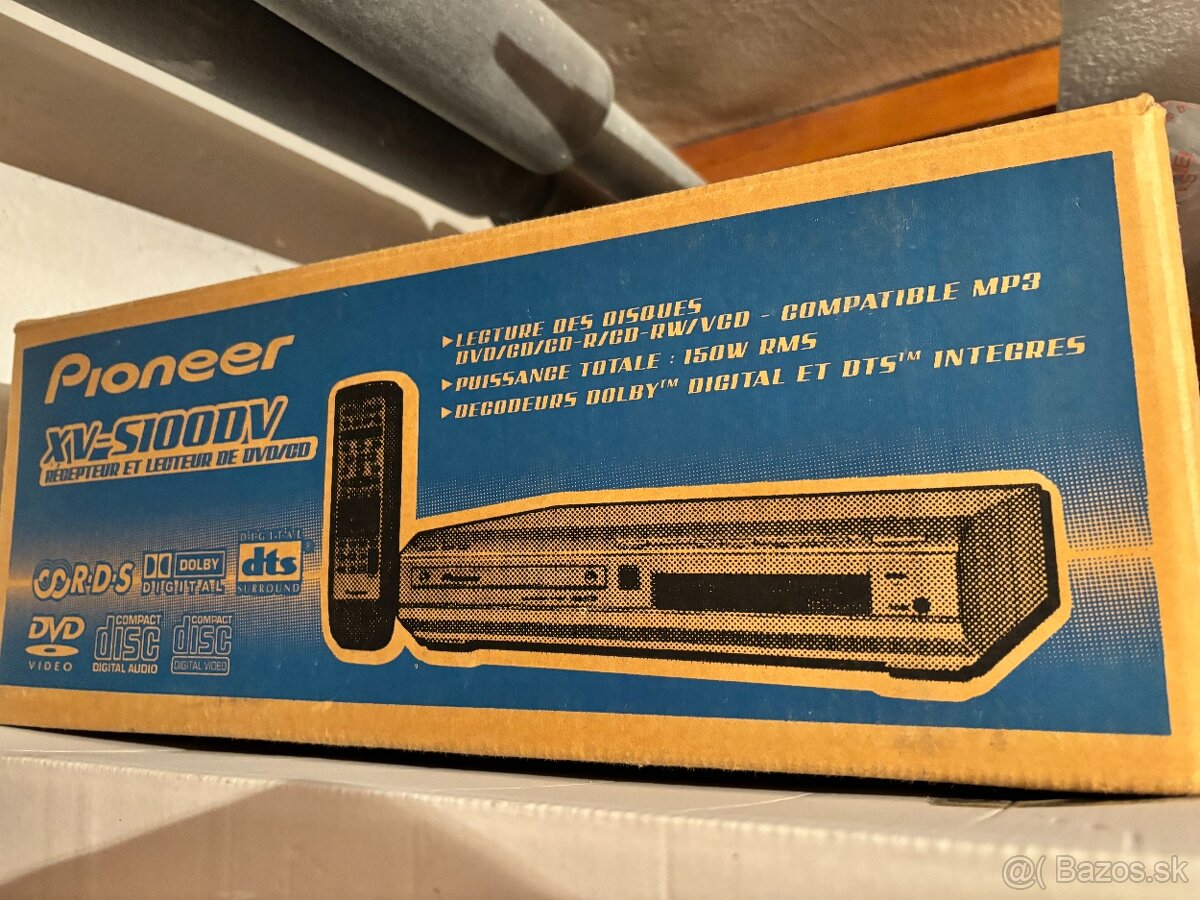 Pioneer
XV-S100DV
RÉCEPTEUR ET LECTEUR DE DVD/CD
▸LECTURE DES DISQUES
DVD/CD/CD-R/CD-RW/VCD - COMPATIBLE MP3
▸PUISSANCE TOTALE : 150W RMS
▸DECODEURS DOLBY™ DIGITAL ET DTS™ INTEGRES
R·D·S
DOLBY
DIGITAL
DIGITAL
dts
SURROUND
DVD
VIDEO
COMPACT
disc
DIGITAL AUDIO
COMPACT
disc
DIGITAL VIDEO
Pioneer
@( Bazos.sk